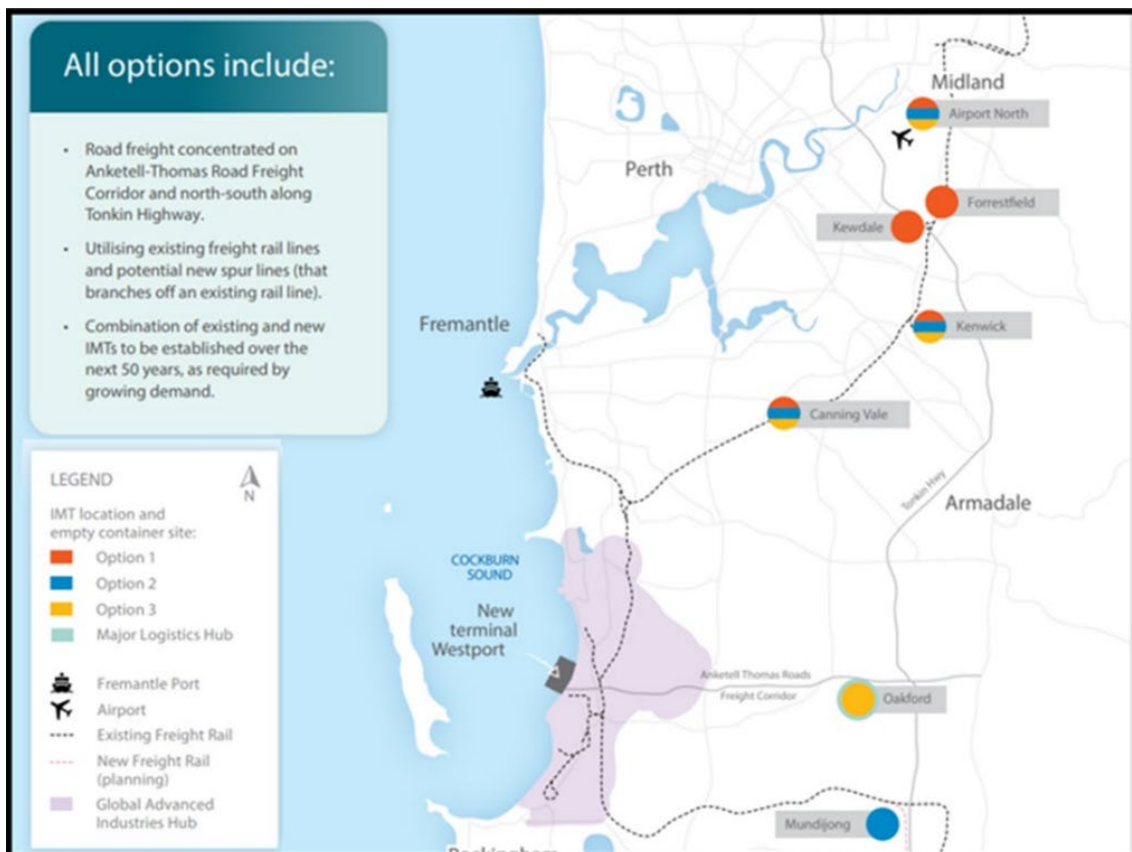 All options include:
• Road freight concentrated on
Anketell-Thomas Road Freight
Corridor and north-south along
Tonkin Highway.
• Utilising existing freight rail lines
and potential new spur lines (that
branches off an existing rail line).
• Combination of existing and new
IMTs to be established over the
next 50 years, as required by
growing demand.
LEGEND
N
IMT location and
empty container site:
Option 1
Option 2
Option 3
Major Logistics Hub
Fremantle Port
Airport
Existing Freight Rail
New Freight Rail
(planning)
Global Advanced
Industries Hub
Midland
Airport North
Perth
Forrestfield
Kewdale
Fremantle
Kenwick
Canning Vale
Tonkin Hwy
Armadale
COCKBURN
SOUND
New
terminal
Westport
Anketell Thomas Roads
Freight Corridor
Oakford
Mundijong
Rockingham